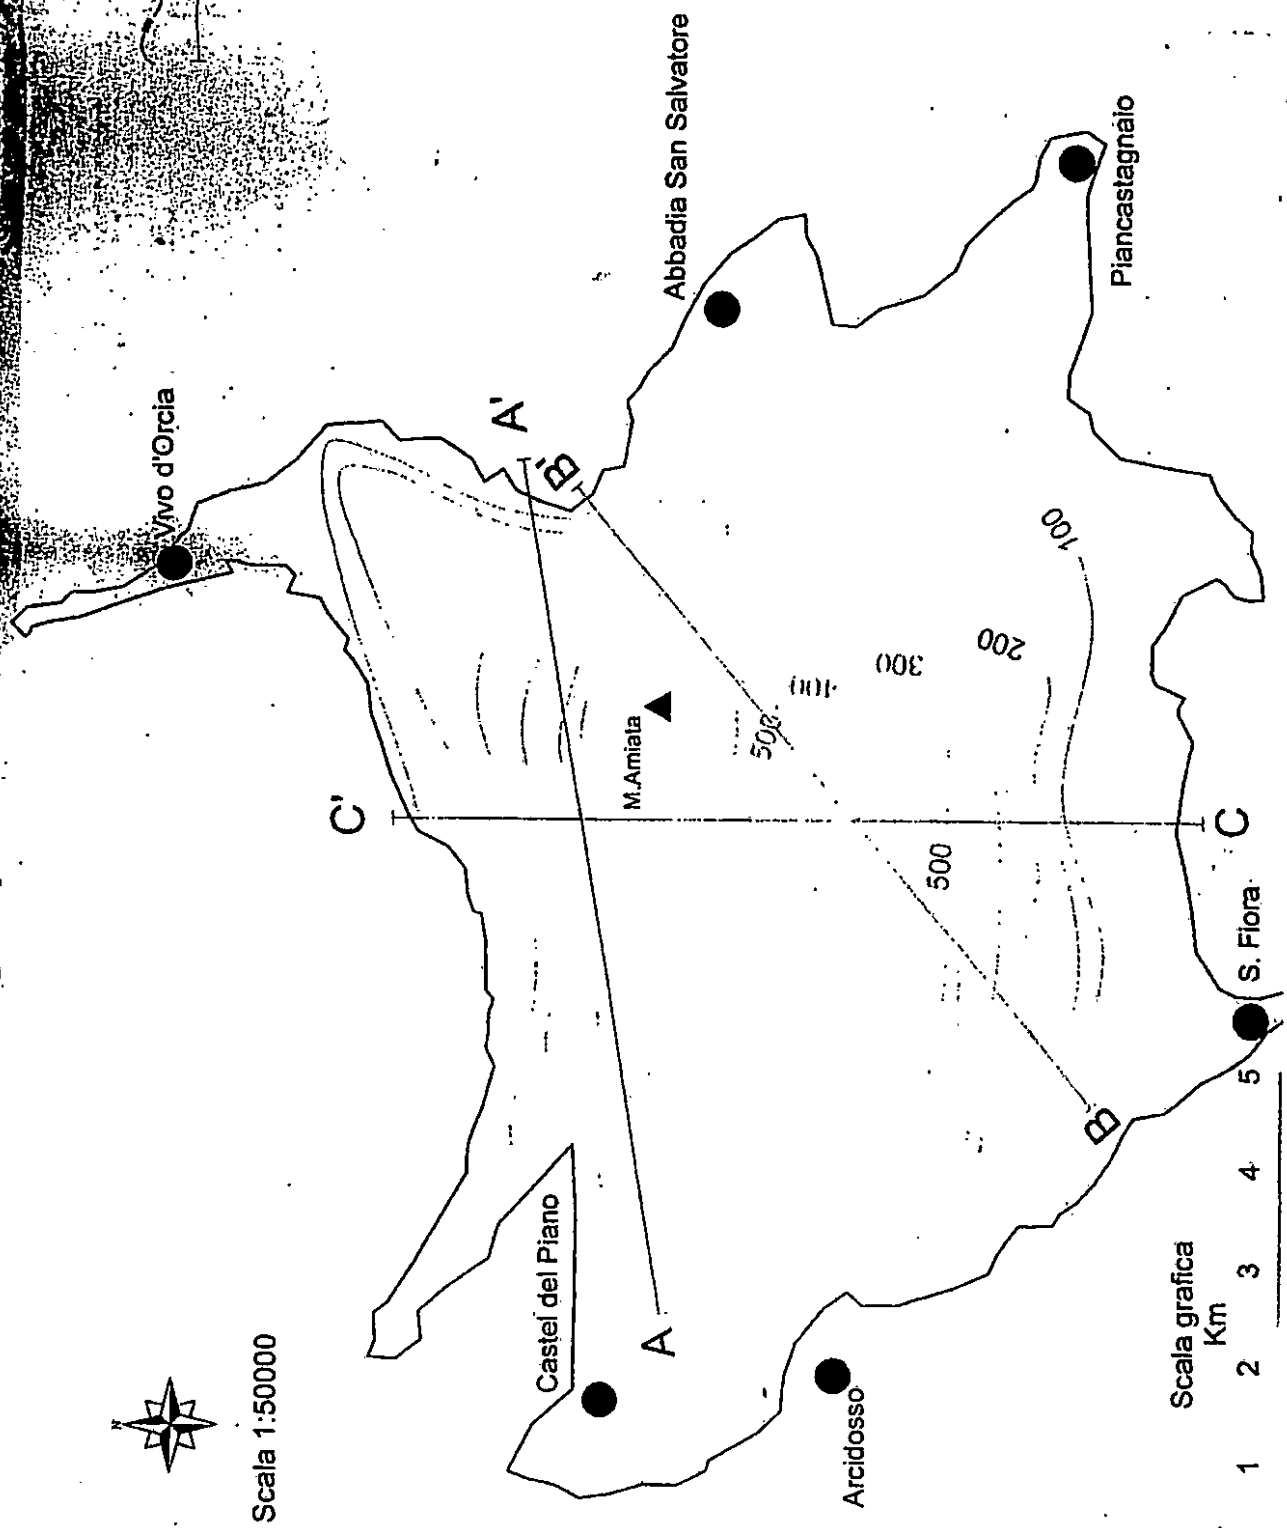 N
Scala 1:50000
Vivo d'Orcia
Abbadia San Salvatore
Piancastagnaio
Castel del Piano
Arcidosso
S. Fiora
M.Amiata
A
A'
B
B'
C
C'
500
400
300
200
100
500
Scala grafica
Km
1 2 3 4 5